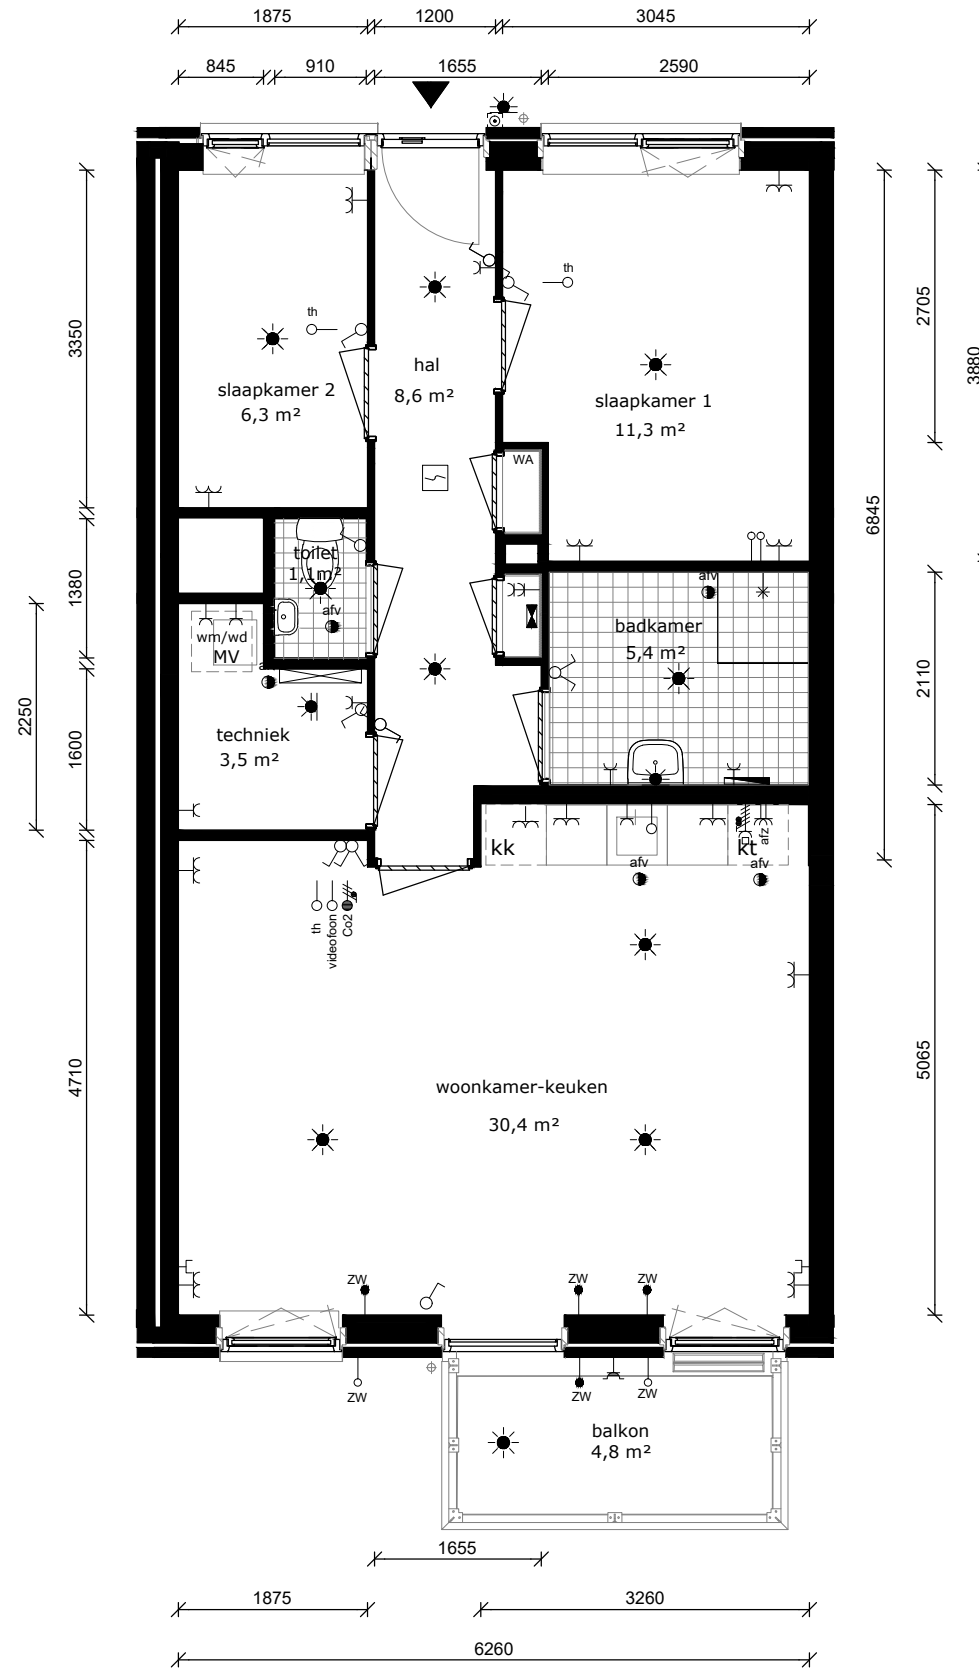 1875
1200
3045
845
910
1655
2590
3350
2705
3880
th
th
hal
8,6 m²
slaapkamer 2
6,3 m²
slaapkamer 1
11,3 m²
WA
6845
toilet
1,1m²
afv
1380
afv
badkamer
5,4 m²
wm/wd
MV
2110
2250
1600
techniek
3,5 m²
kk
kt
afz
afv
afv
th
videofoon
Co2
4710
5065
woonkamer-keuken
30,4 m²
ZW
ZW
ZW
ZW
ZW
ZW
balkon
4,8 m²
1655
1875
3260
6260